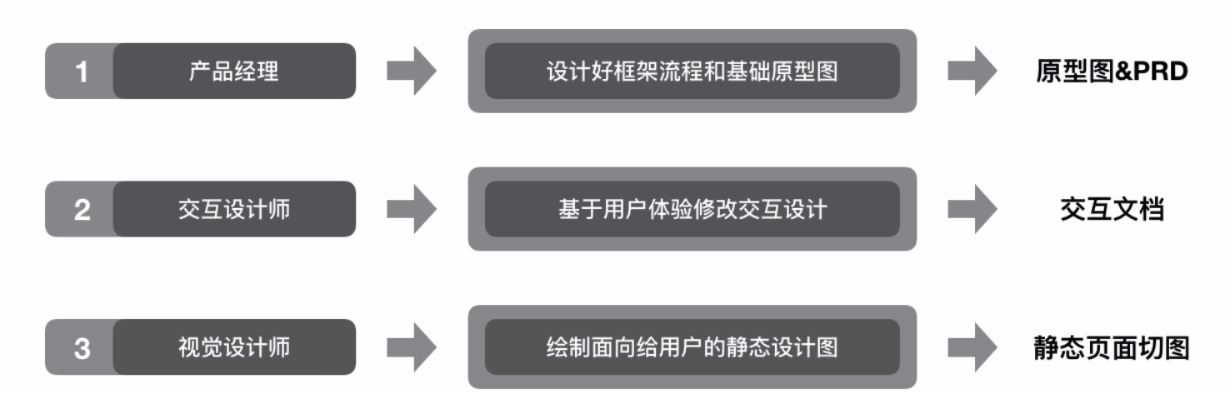 1 产品经理 设计好框架流程和基础原型图 原型图&PRD
2 交互设计师 基于用户体验修改交互设计 交互文档
3 视觉设计师 绘制面向给用户的静态设计图 静态页面切图